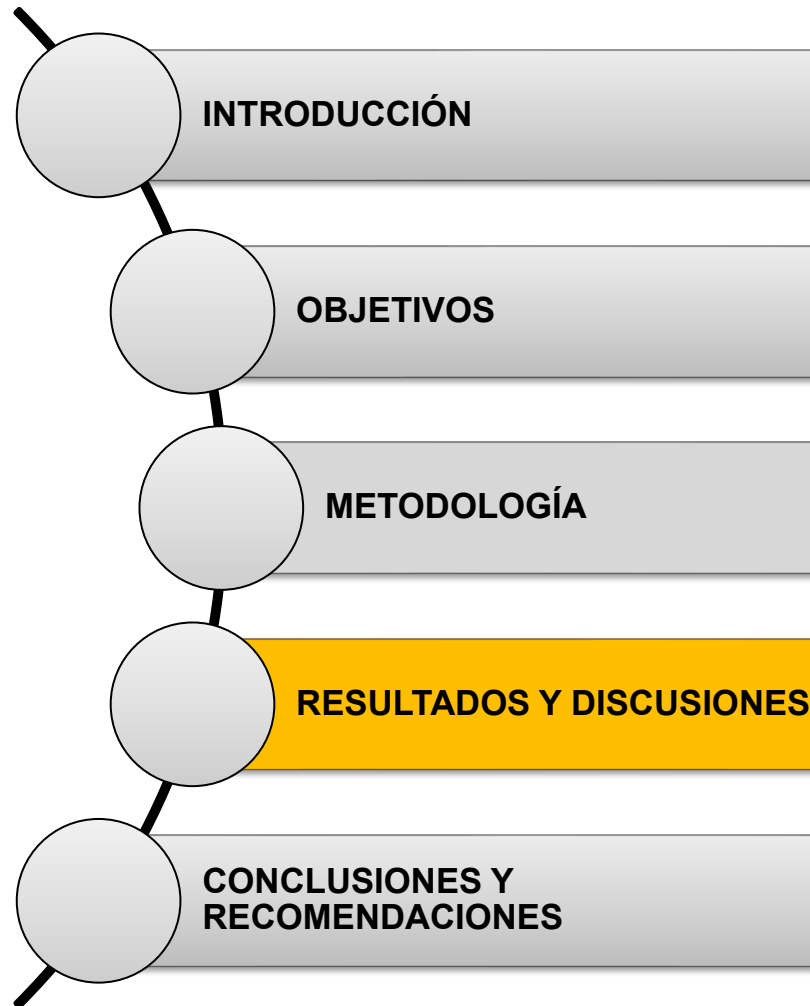 INTRODUCCIÓN
OBJETIVOS
METODOLOGÍA
RESULTADOS Y DISCUSIONES
CONCLUSIONES Y
RECOMENDACIONES